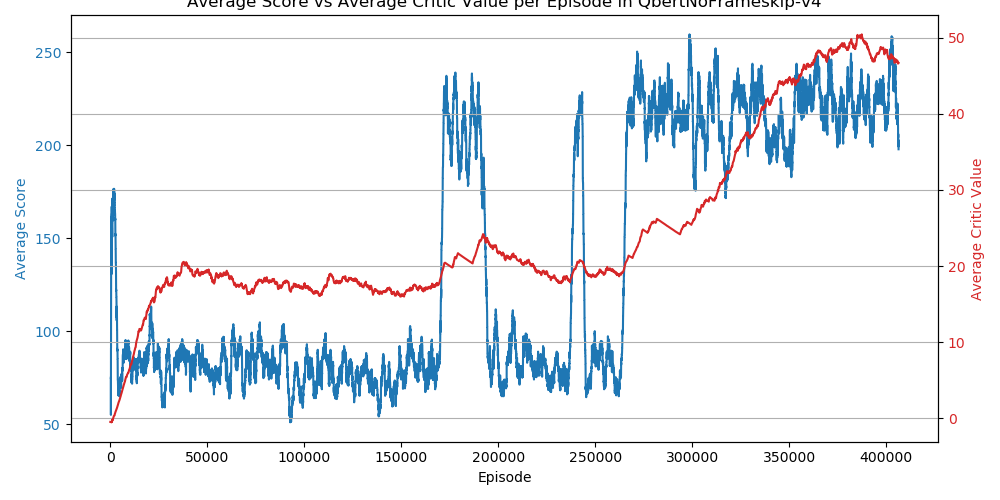 Average Score vs Average Critic Value per Episode in QbertNoFrameskip-v4
250
200
150
100
50
Average Score
50
40
30
20
10
0
Average Critic Value
0 50000 100000 150000 200000 250000 300000 350000 400000
Episode